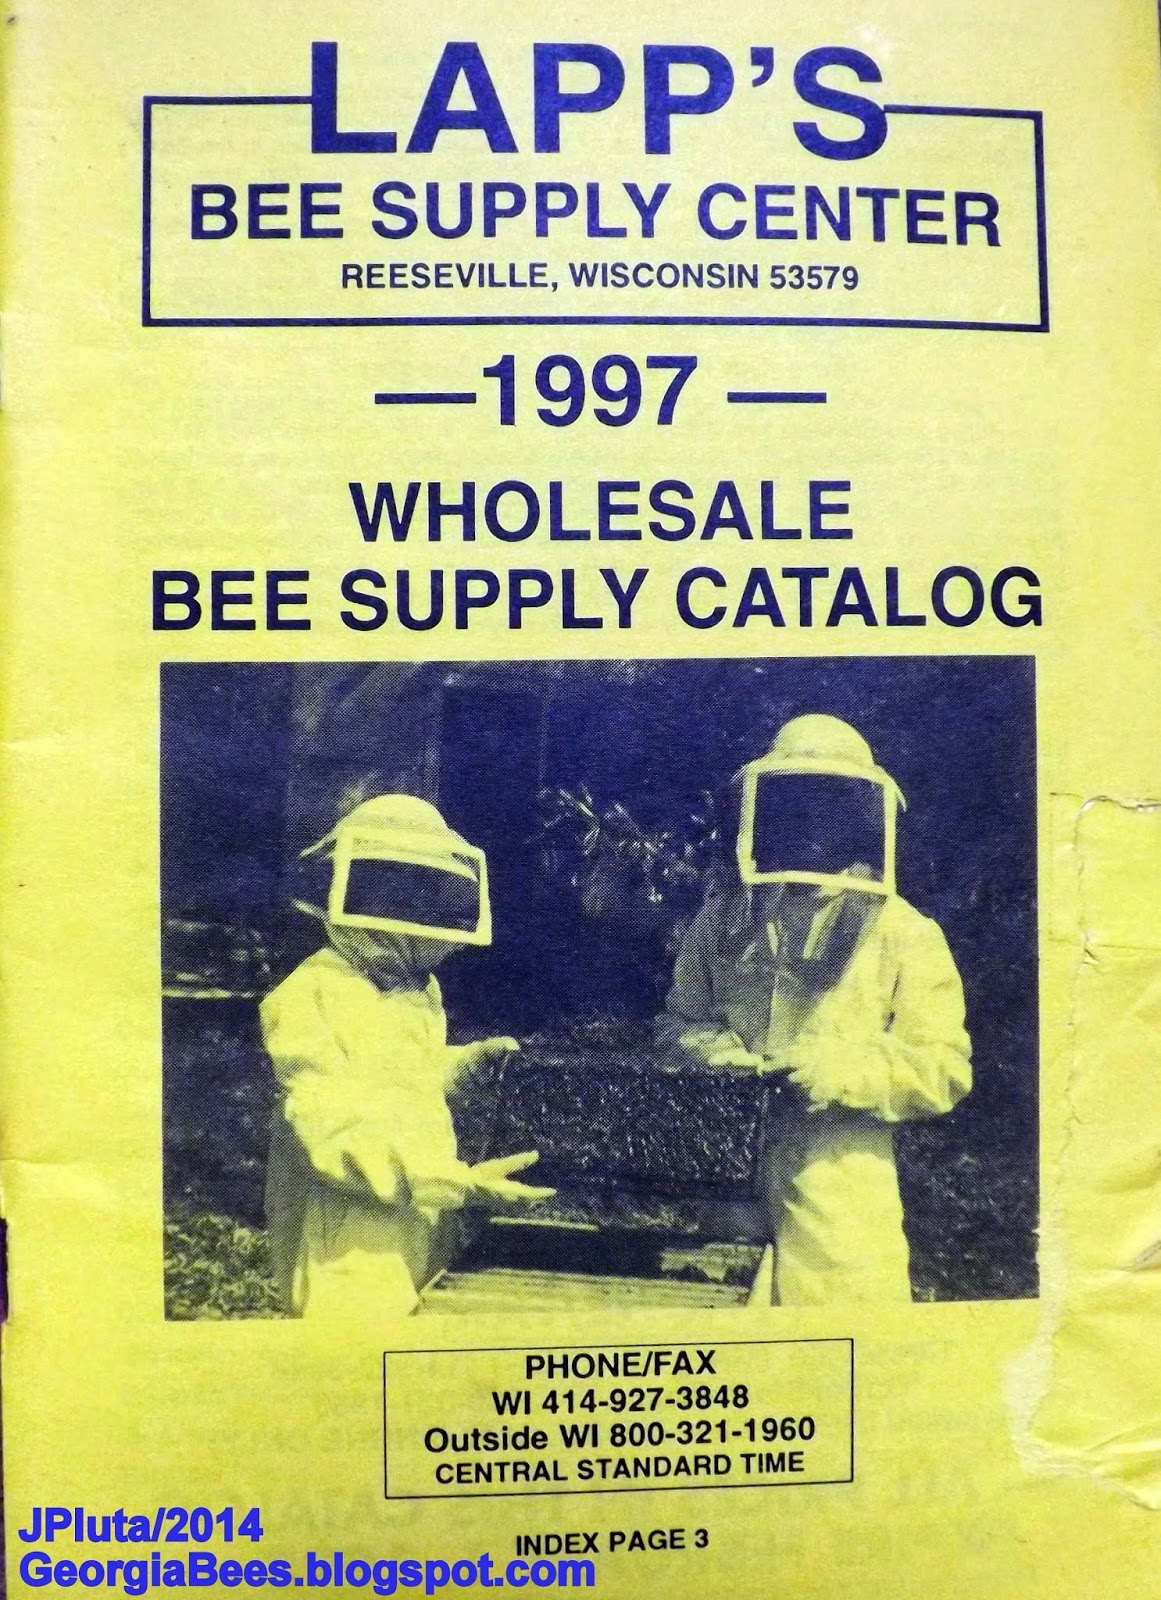 LAPP'S
BEE SUPPLY CENTER
REESEVILLE, WISCONSIN 53579
—1997 —
WHOLESALE
BEE SUPPLY CATALOG
PHONE/FAX
WI 414-927-3848
Outside WI 800-321-1960
CENTRAL STANDARD TIME
INDEX PAGE 3
JPluta/2014
GeorgiaBees.blogspot.com